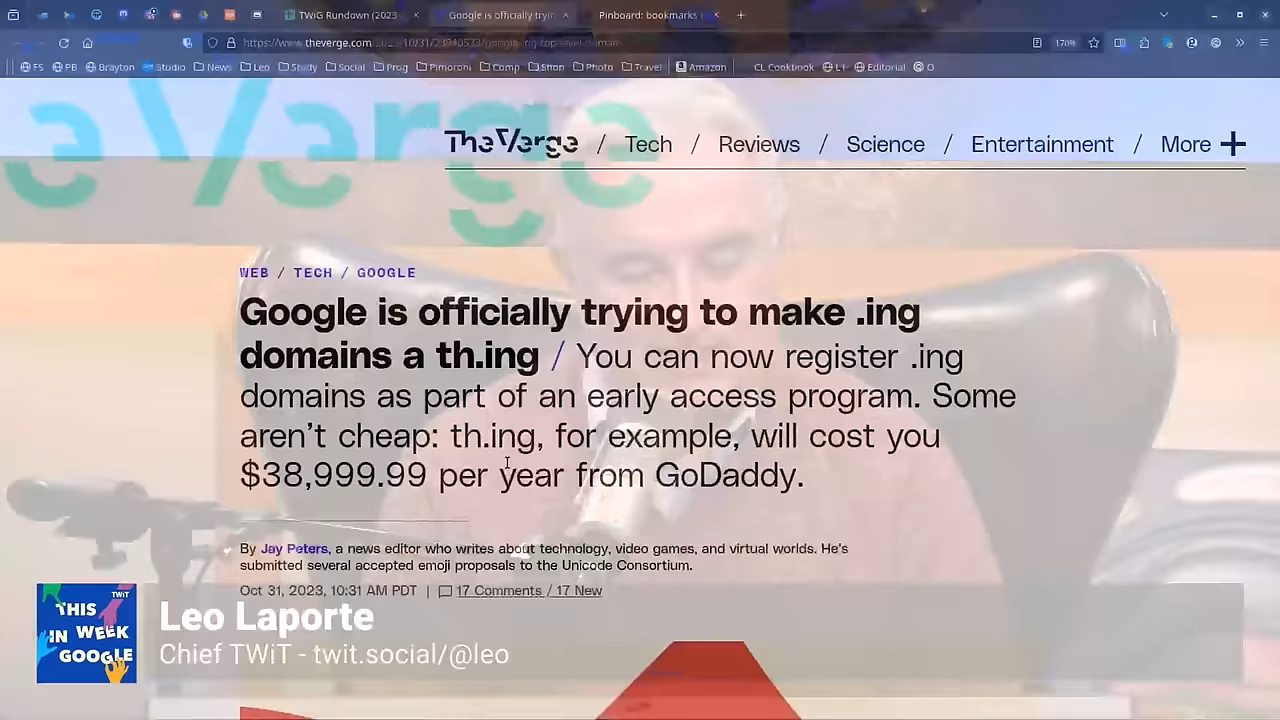 TWiG Rundown (2023
Google is officially tryin
Pinboard: bookmarks
https://www.theverge.com
170%
FS PB Brayton Studio News Leo Study Social Prog Pimoroni Comp Shop Photo Travel Amazon CL Cookbook L1 Editorial O
e Verge
The Verge / Tech / Reviews / Science / Entertainment / More
WEB / TECH / GOOGLE
Google is officially trying to make .ing
domains a th.ing / You can now register .ing
domains as part of an early access program. Some
aren’t cheap: th.ing, for example, will cost you
$38,999.99 per year from GoDaddy.
By Jay Peters, a news editor who writes about technology, video games, and virtual worlds. He’s
submitted several accepted emoji proposals to the Unicode Consortium.
Oct 31, 2023, 10:31 AM PDT | 17 Comments / 17 New
TWiT
THIS
IN WEEK
GOOGLE
Leo Laporte
Chief TWiT - twit.social/@leo